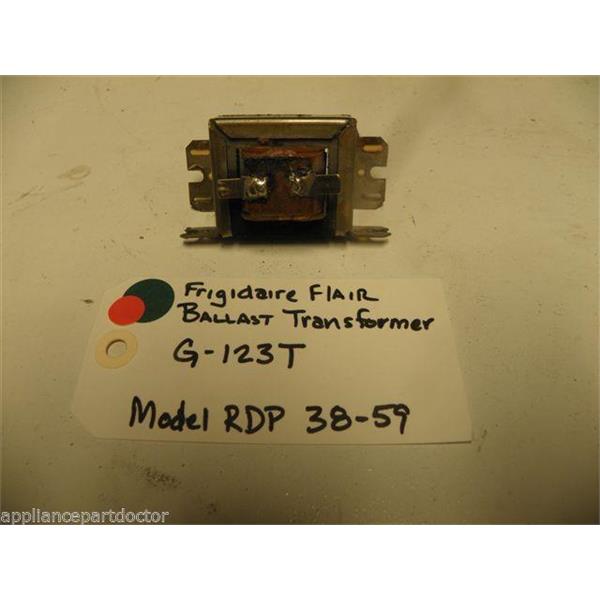 Frigidaire FlAIR
BALLAST Transformer
G-123T
Model RDP 38-59
appliancepartdoctor